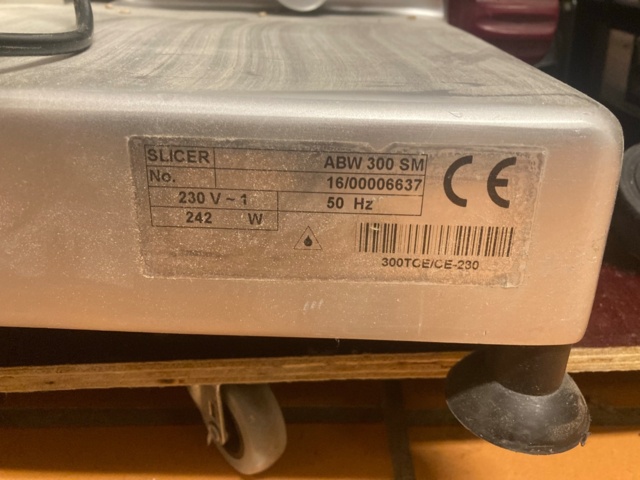 SLICER ABW 300 SM
No. 16/00006637
230 V ~ 1 50 Hz
242 W
CE
300TCE/CE-230